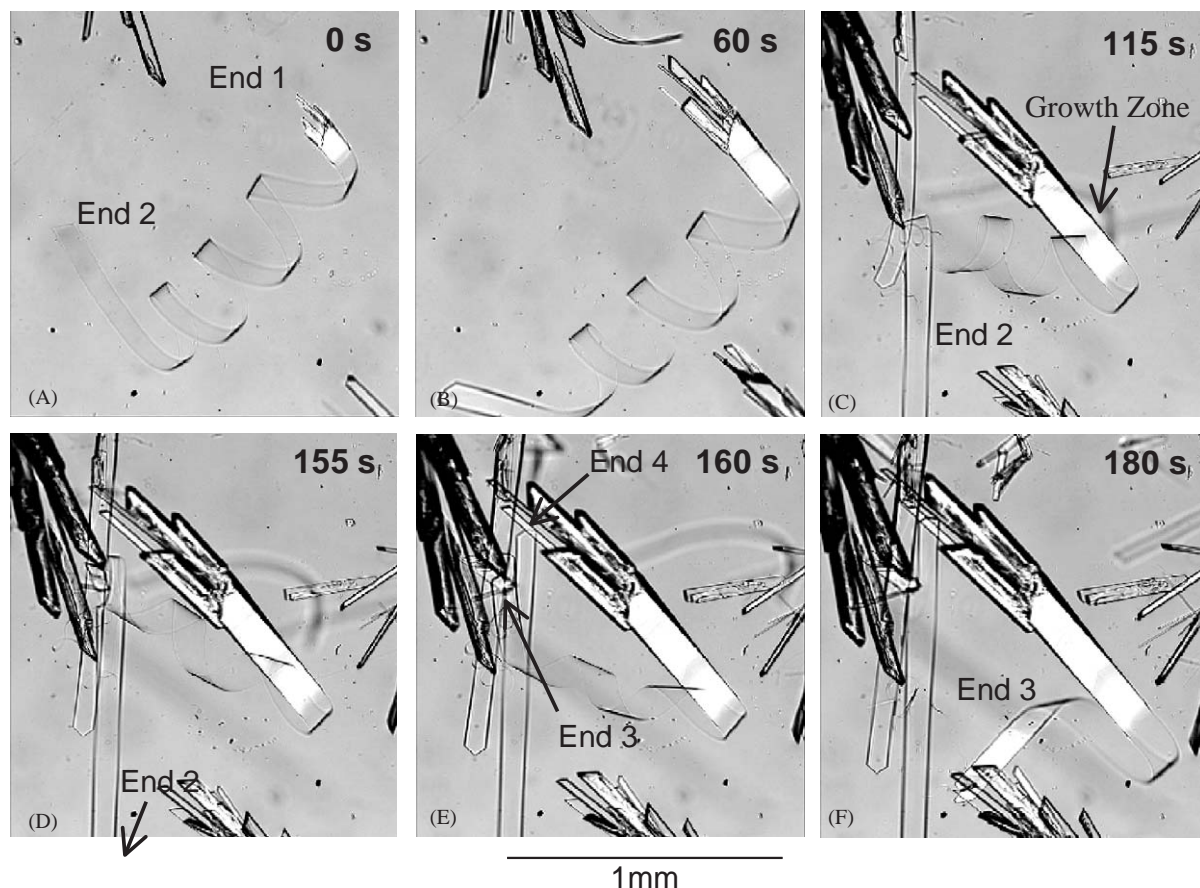 0 s
End 1
End 2
(A)
60 s
(B)
115 s
Growth Zone
End 2
(C)
155 s
End 2
(D)
End 4
160 s
End 3
(E)
180 s
End 3
(F)
1mm